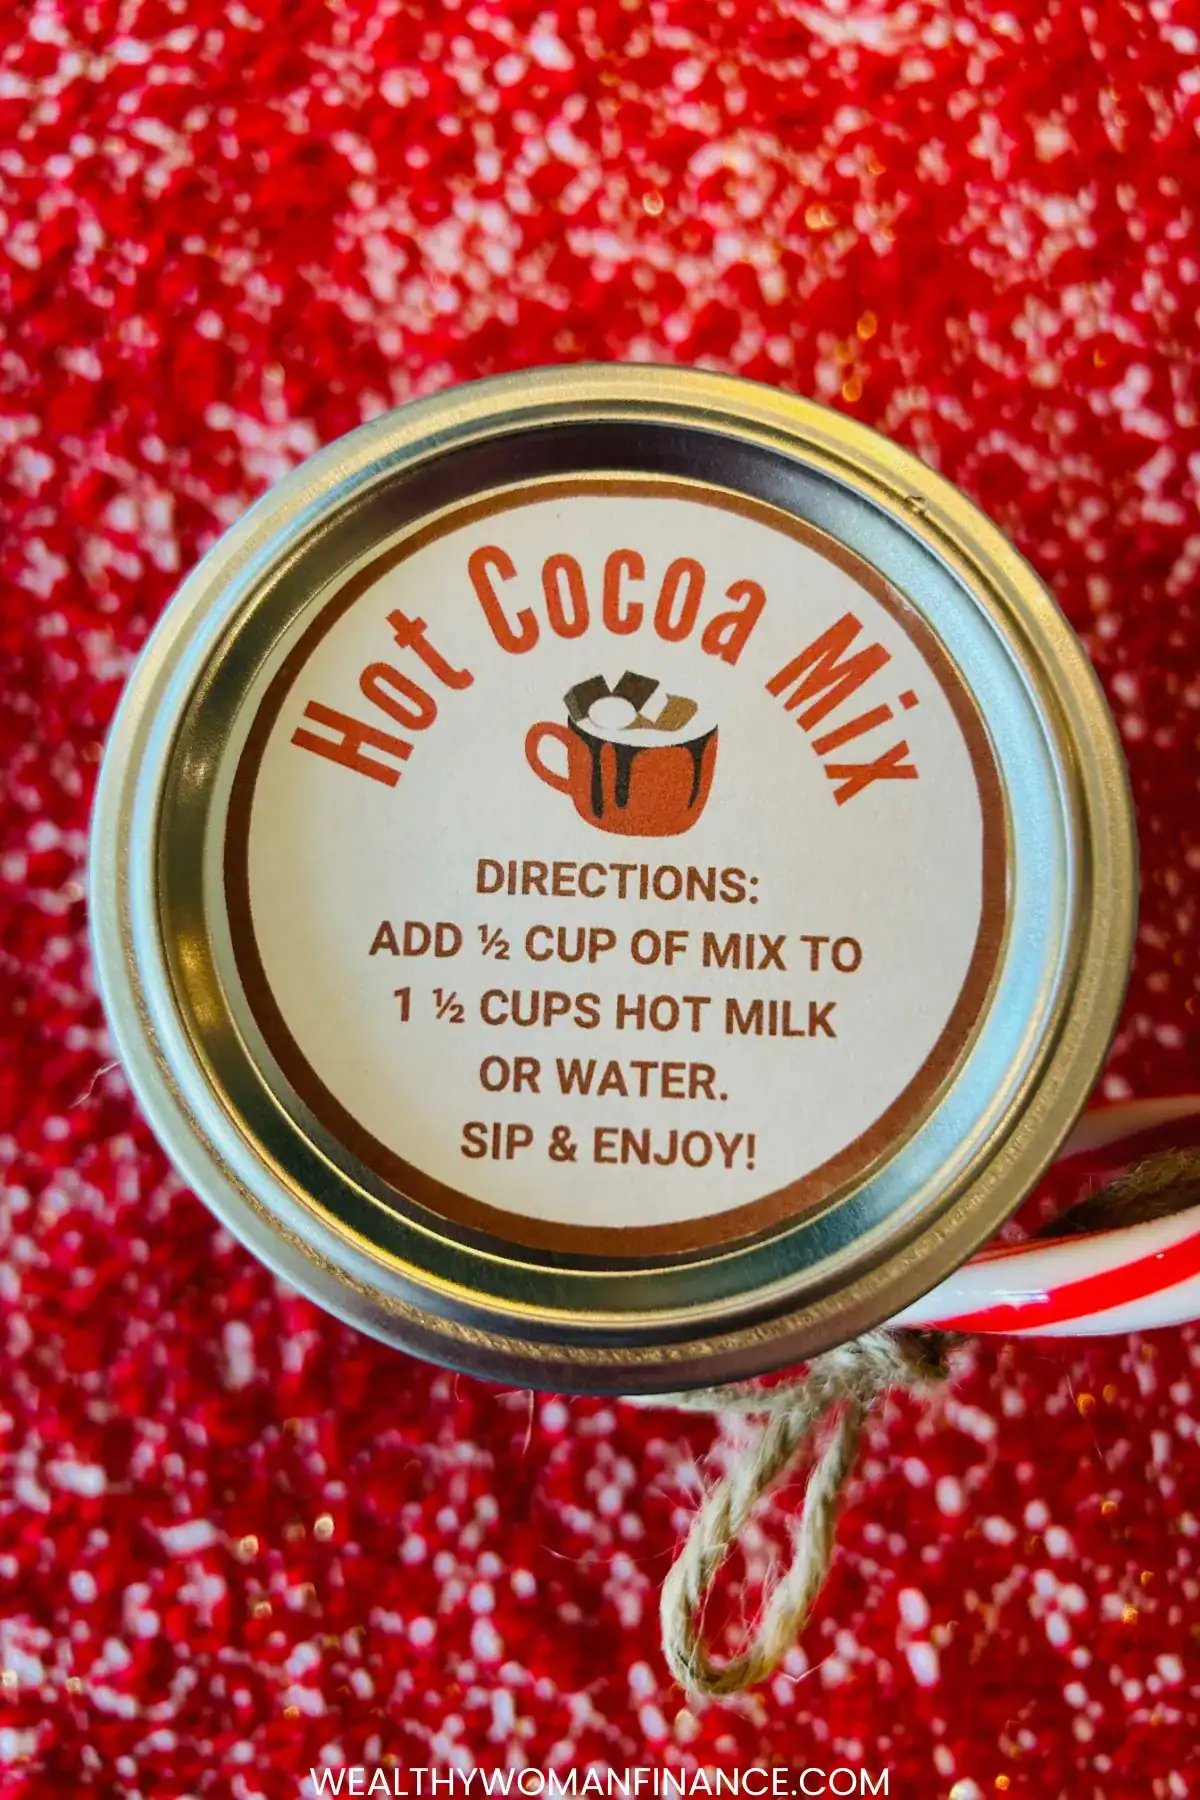 Hot Cocoa Mix
DIRECTIONS:
ADD ½ CUP OF MIX TO
1 ½ CUPS HOT MILK
OR WATER.
SIP & ENJOY!
WEALTHYWOMANFINANCE.COM